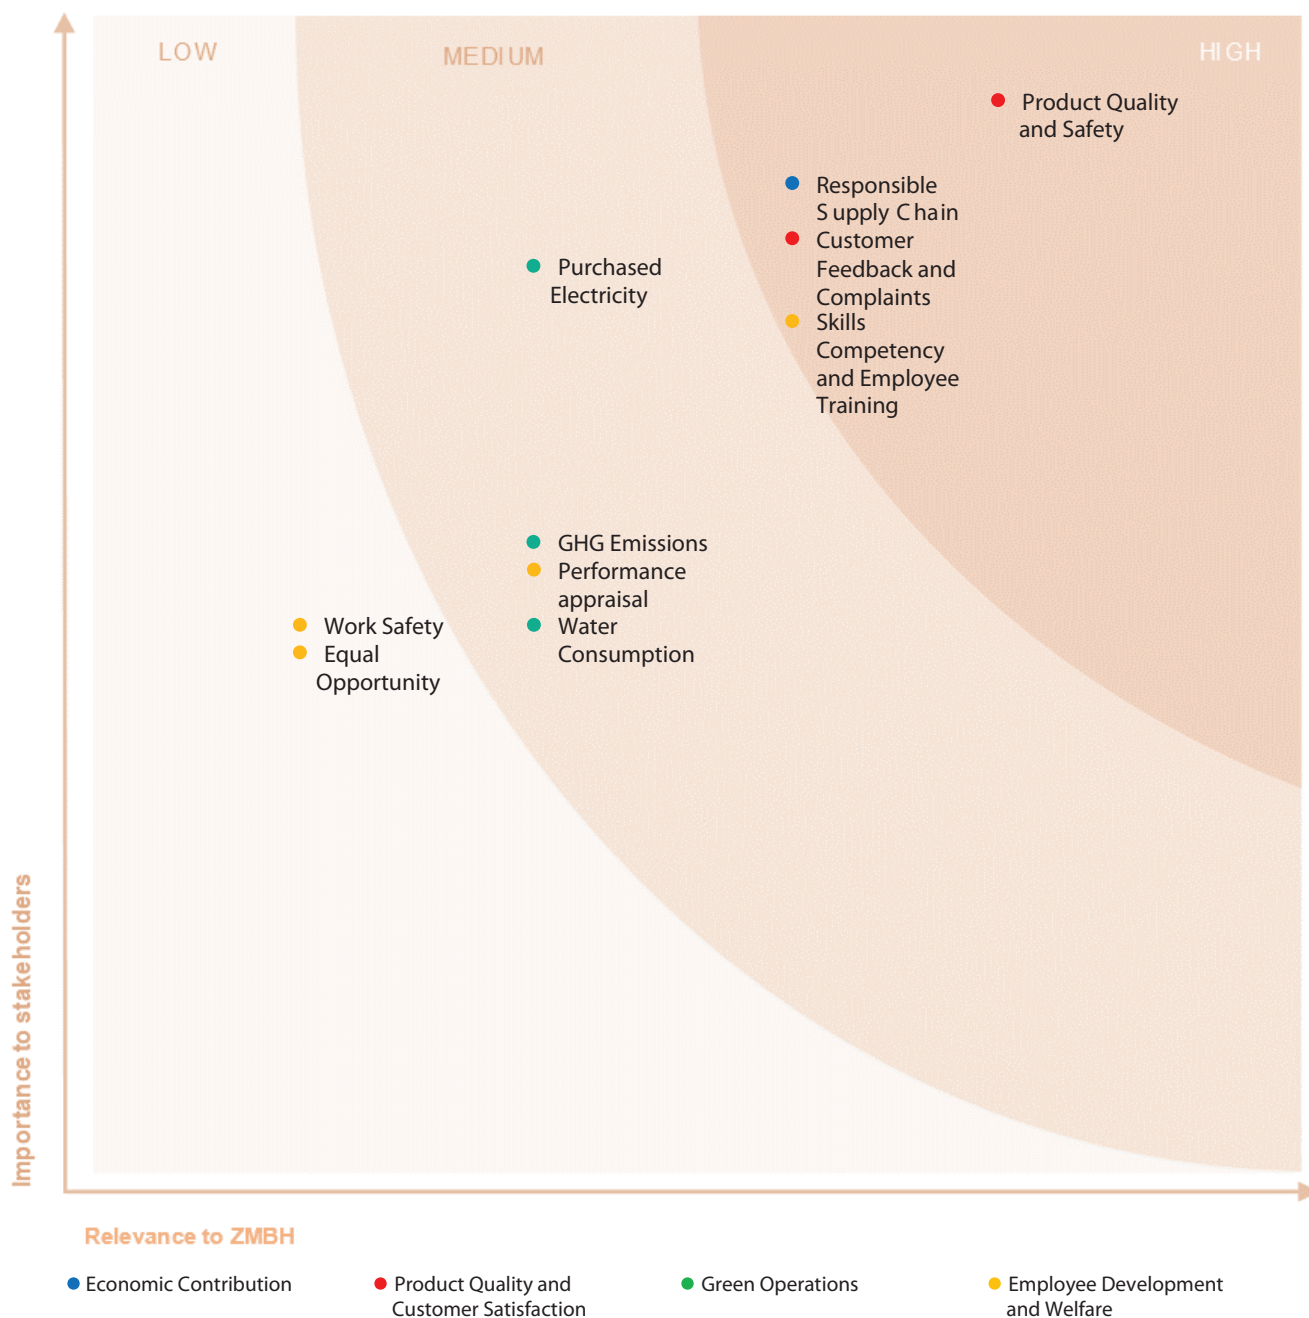 LOW
MEDIUM
HIGH
Product Quality
and Safety
Responsible
Supply Chain
Customer
Feedback and
Complaints
Skills
Competency
and Employee
Training
Purchased
Electricity
GHG Emissions
Performance
appraisal
Water
Consumption
Work Safety
Equal
Opportunity
Importance to stakeholders
Relevance to ZMBH
Economic Contribution
Product Quality and
Customer Satisfaction
Green Operations
Employee Development
and Welfare